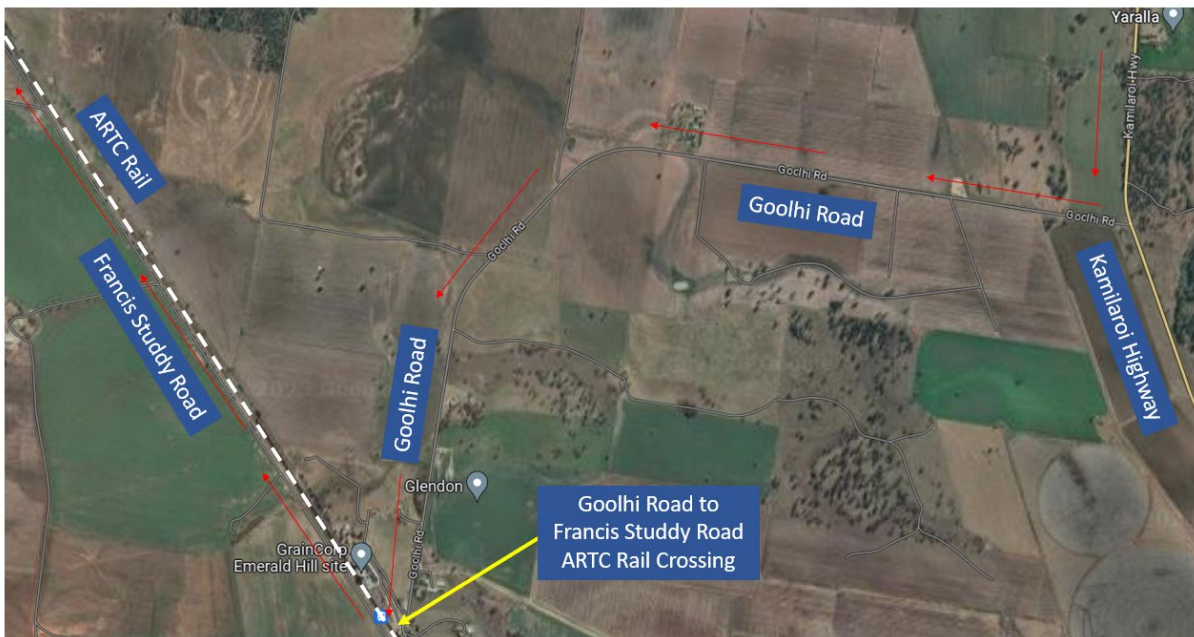 Yaralla
Kamilaroi Hwy
ARTC Rail
Goolhi Rd
Goolhi Road
Goolhi Rd
Goolhi Rd
Francis Studdy Road
Kamilaroi Highway
Goolhi Road
Glendon
Goolhi Road to
Francis Studdy Road
ARTC Rail Crossing
GrainCorp
Emerald Hill site
Goolhi Rd